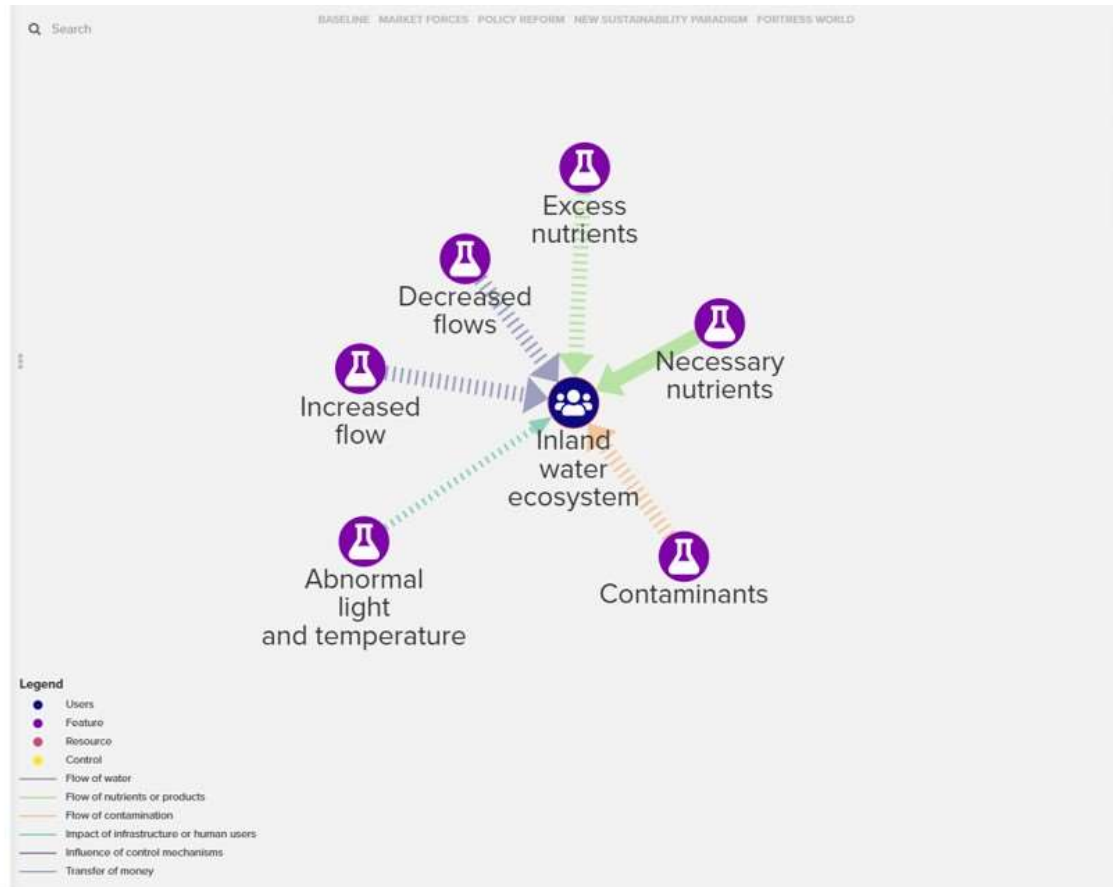 Search
BASELINE MARKET FORCES POLICY REFORM NEW SUSTAINABILITY PARADIGM FORTRESS WORLD
Excess
nutrients
Decreased
flows
Necessary
nutrients
Increased
flow
Inland
water
ecosystem
Abnormal
light
and temperature
Contaminants
Legend
Users
Feature
Resource
Control
Flow of water
Flow of nutrients or products
Flow of contamination
Impact of infrastructure or human users
Influence of control mechanisms
Transfer of money